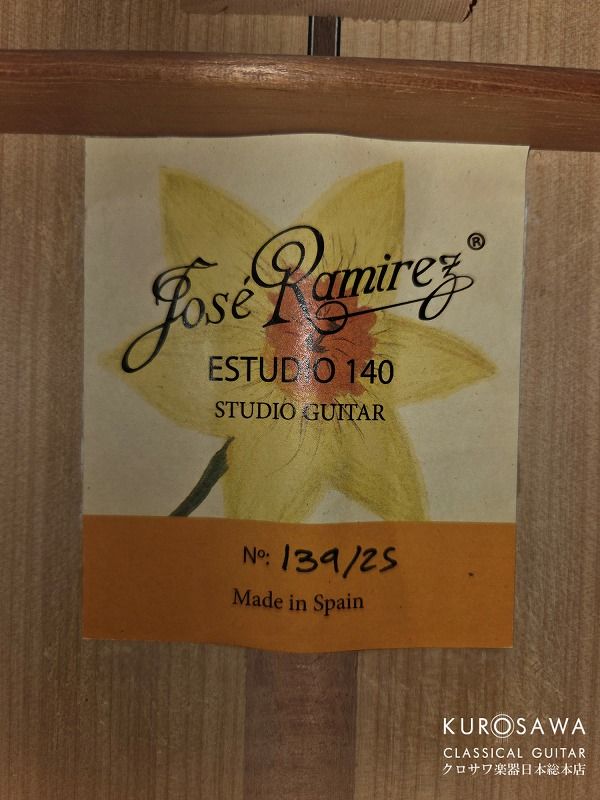 José Ramirez ®
ESTUDIO 140
STUDIO GUITAR
Nº: 139/25
Made in Spain
KUROSAWA
CLASSICAL GUITAR
クロサワ楽器日本総本店